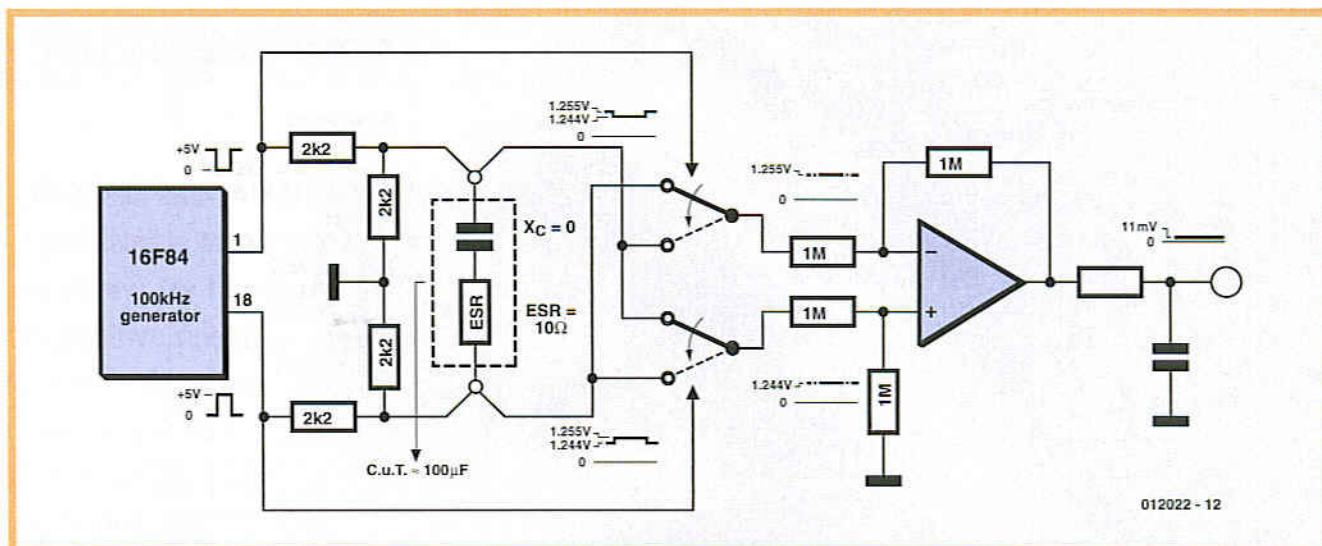 +5V
0
2k2
2k2
16F84
1
100kHz
generator
18
2k2
2k2
+5V
0
XC = 0
ESR
ESR =
10Ω
C.u.T. ≈ 100µF
1.255V
1.244V
0
1.255V
1.244V
0
1.255V
0
1M
1M
1M
1M
1.244V
0
–
+
11mV
0
012022 - 12